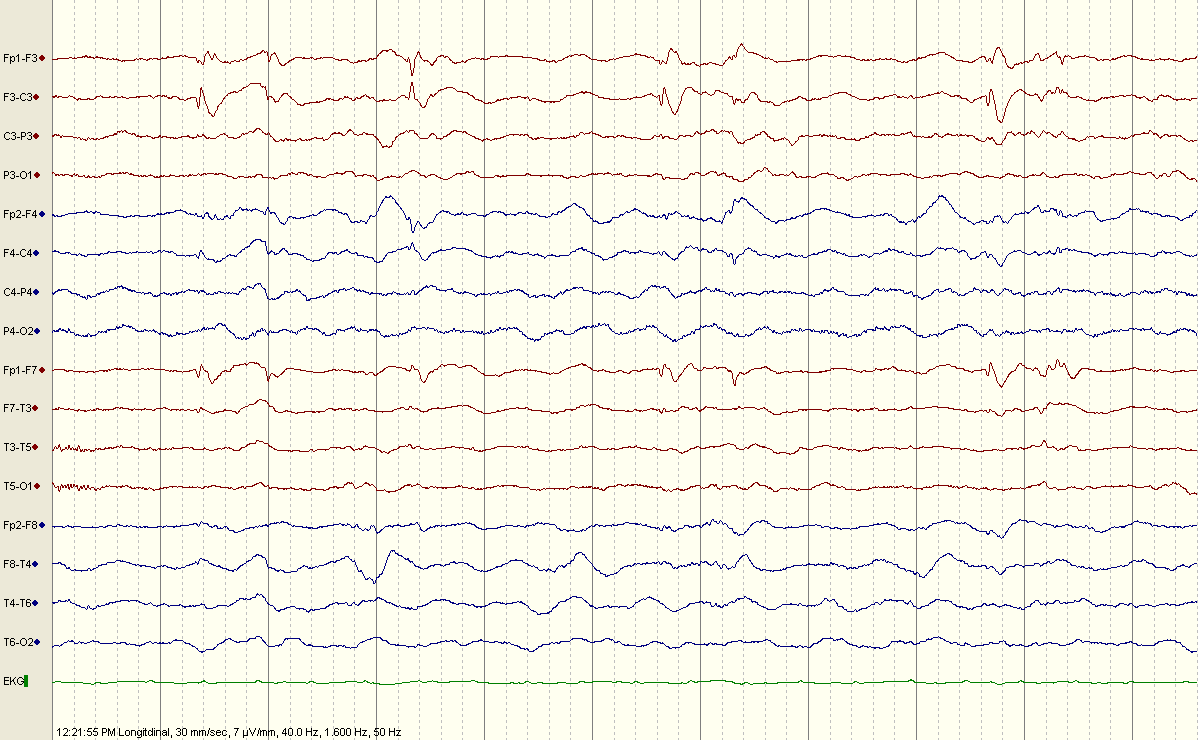 Fp1-F3
F3-C3
C3-P3
P3-O1
Fp2-F4
F4-C4
C4-P4
P4-O2
Fp1-F7
F7-T3
T3-T5
T5-O1
Fp2-F8
F8-T4
T4-T6
T6-O2
EKG
12:21:55 PM Longitdinal, 30 mm/sec, 7 µV/mm, 40.0 Hz, 1.600 Hz, 50 Hz